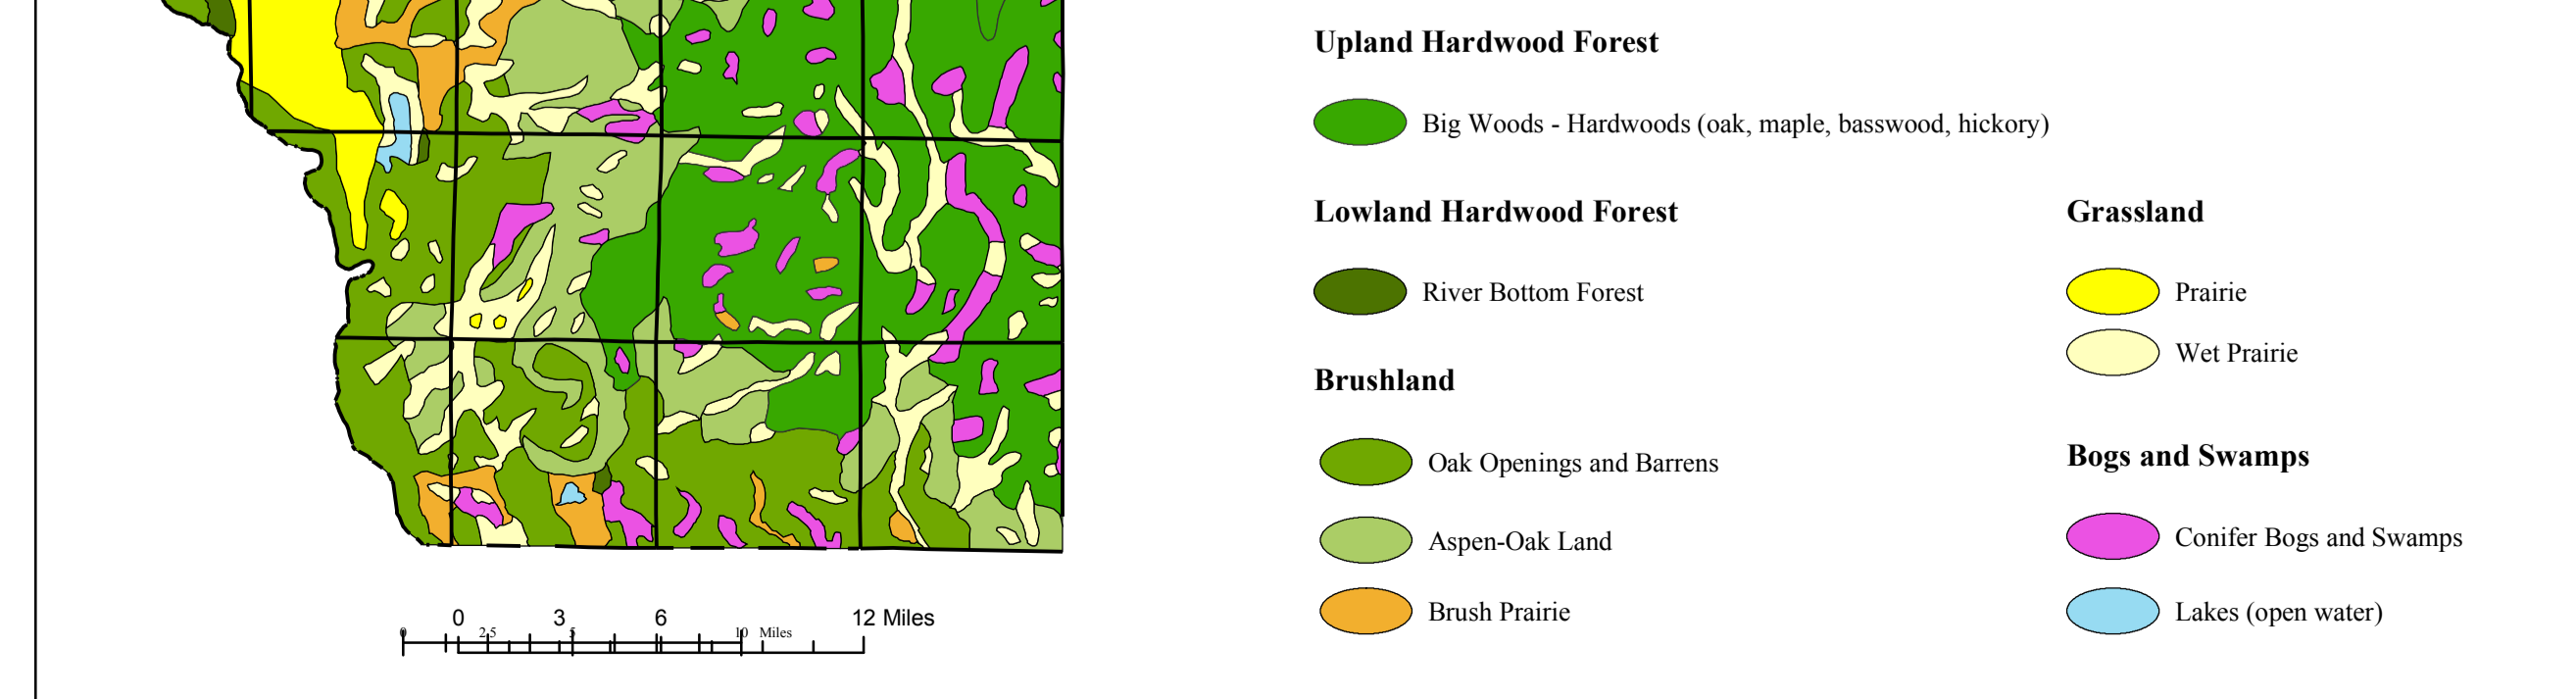 Upland Hardwood Forest
Big Woods - Hardwoods (oak, maple, basswood, hickory)
Lowland Hardwood Forest
River Bottom Forest
Brushland
Oak Openings and Barrens
Aspen-Oak Land
Brush Prairie
Grassland
Prairie
Wet Prairie
Bogs and Swamps
Conifer Bogs and Swamps
Lakes (open water)
0 3 6 12 Miles
0 2.5 5 10 Miles